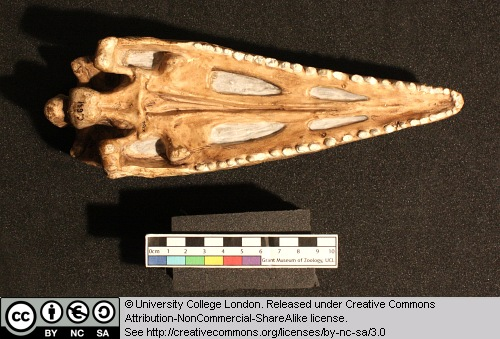 C.64
0cm 1 2 3 4 5 6 7 8 9 10
Grant Museum of Zoology, UCL
cc BY NC SA
© University College London. Released under Creative Commons
Attribution-NonCommercial-ShareAlike license.
See http://creativecommons.org/licenses/by-nc-sa/3.0